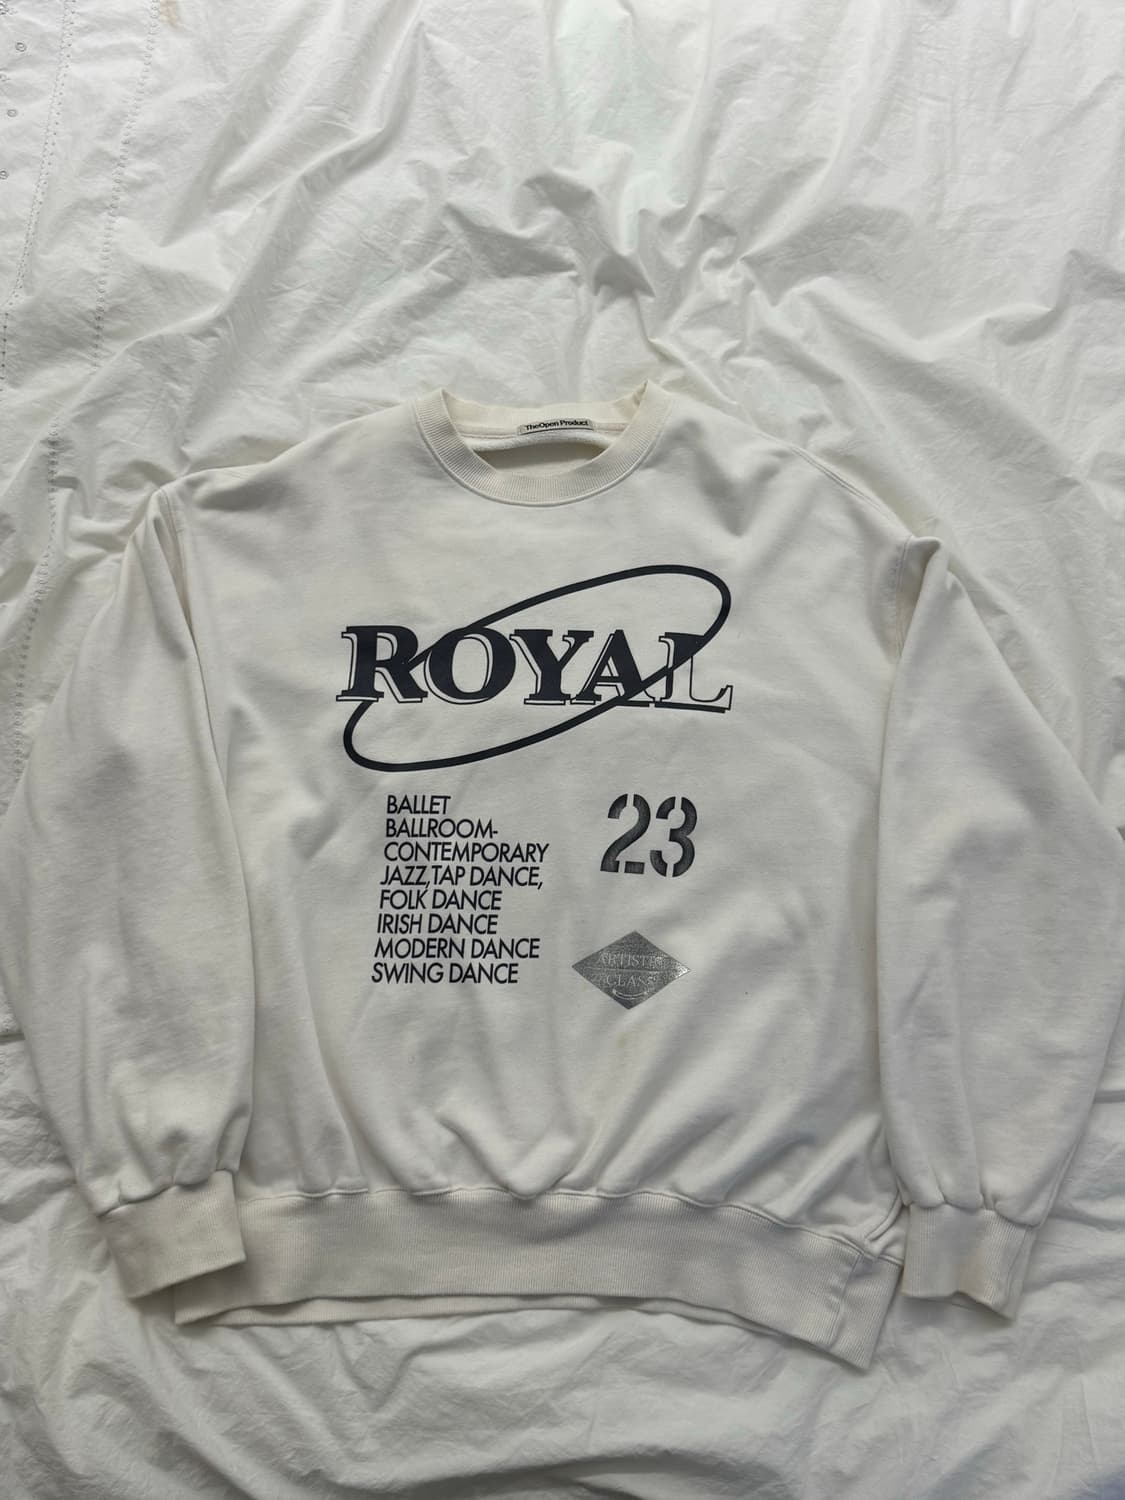 TheOpen Product
ROYAL
BALLET
BALLROOM-
CONTEMPORARY
JAZZ,TAP DANCE,
FOLK DANCE
IRISH DANCE
MODERN DANCE
SWING DANCE
23
ARTISTIC
CLASS